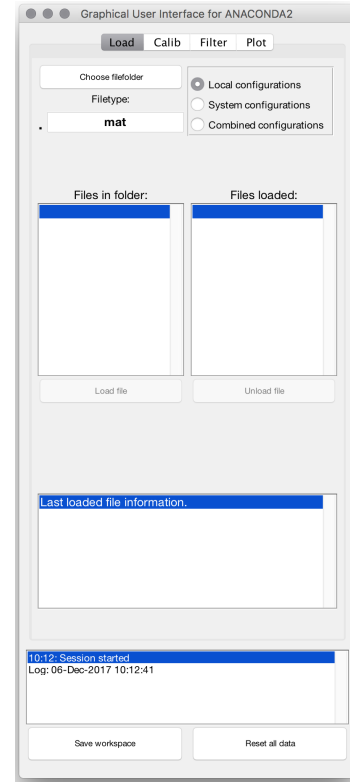 Graphical User Interface for ANACONDA2
Load Calib Filter Plot
Choose filefolder
Filetype:
. mat
Local configurations
System configurations
Combined configurations
Files in folder:
Files loaded:
Load file
Unload file
Last loaded file information.
10:12: Session started
Log: 06-Dec-2017 10:12:41
Save workspace
Reset all data